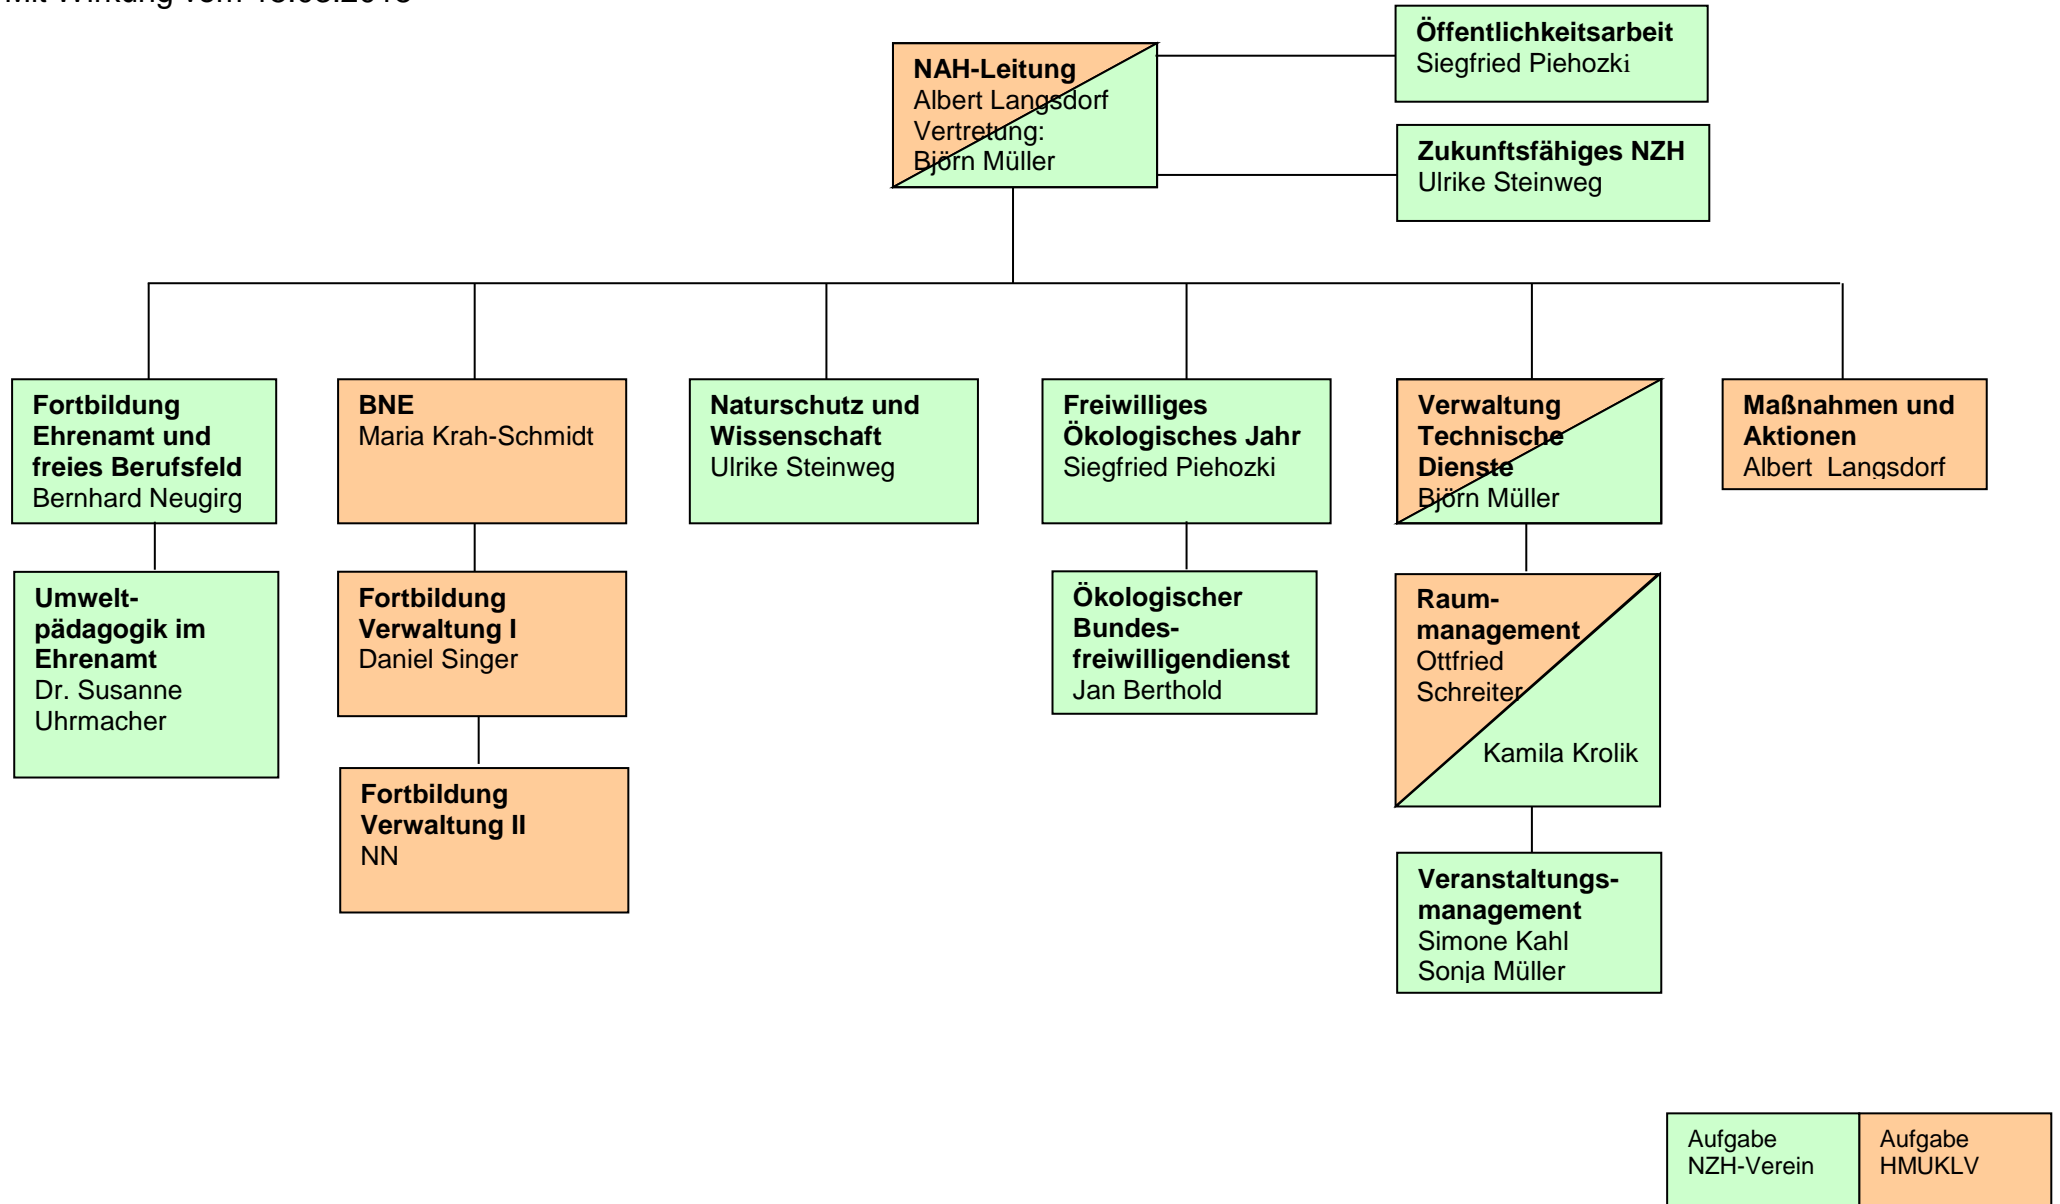 Mit Wirkung vom
Öffentlichkeitsarbeit
Siegfried Piehozki
NAH-Leitung
Albert Langsdorf
Vertretung:
Björn Müller
Zukunftsfähiges NZH
Ulrike Steinweg
Fortbildung
Ehrenamt und
freies Berufsfeld
Bernhard Neugirg
BNE
Maria Krah-Schmidt
Naturschutz und
Wissenschaft
Ulrike Steinweg
Freiwilliges
Ökologisches Jahr
Siegfried Piehozki
Verwaltung
Technische
Dienste
Björn Müller
Maßnahmen und
Aktionen
Albert Langsdorf
Umwelt-
pädagogik im
Ehrenamt
Dr. Susanne
Uhrmacher
Fortbildung
Verwaltung I
Daniel Singer
Ökologischer
Bundes-
freiwilligendienst
Jan Berthold
Raum-
management
Ottfried
Schreiter
Kamila Krolik
Fortbildung
Verwaltung II
NN
Veranstaltungs-
management
Simone Kahl
Sonja Müller
Aufgabe
NZH-Verein
Aufgabe
HMUKLV